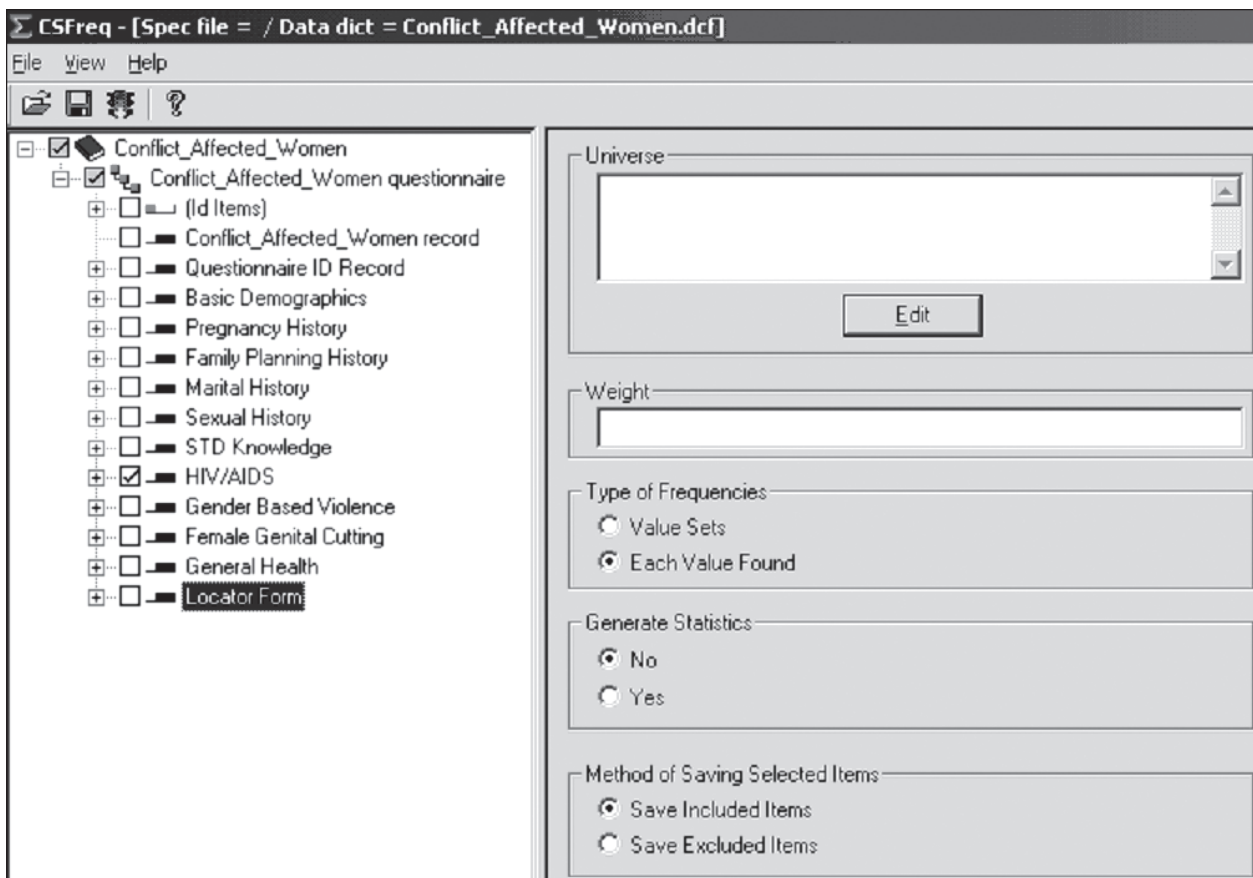 CSFreq - [Spec file = / Data dict = Conflict_Affected_Women.dcf]
File View Help
Conflict_Affected_Women
Conflict_Affected_Women questionnaire
(Id Items)
Conflict_Affected_Women record
Questionnaire ID Record
Basic Demographics
Pregnancy History
Family Planning History
Marital History
Sexual History
STD Knowledge
HIV/AIDS
Gender Based Violence
Female Genital Cutting
General Health
Locator Form
Universe
Edit
Weight
Type of Frequencies
Value Sets
Each Value Found
Generate Statistics
No
Yes
Method of Saving Selected Items
Save Included Items
Save Excluded Items